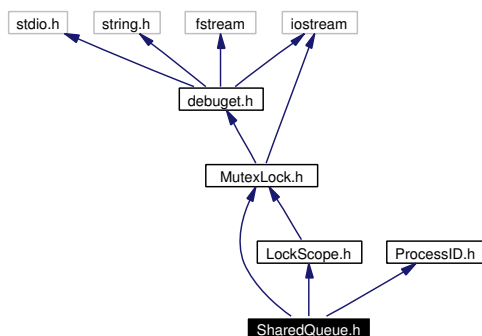 stdio.h string.h fstream iostream
debuget.h
MutexLock.h
LockScope.h ProcessID.h
SharedQueue.h